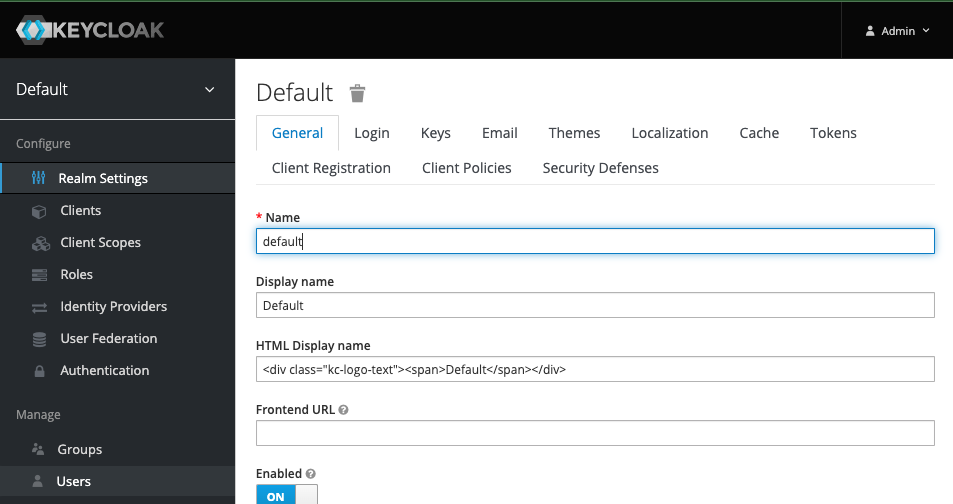 KEYCLOAK
Admin
Default
Configure
Realm Settings
Clients
Client Scopes
Roles
Identity Providers
User Federation
Authentication
Manage
Groups
Users
Default
General Login Keys Email Themes Localization Cache Tokens
Client Registration Client Policies Security Defenses
* Name
default
Display name
Default
HTML Display name
<div class="kc-logo-text"><span>Default</span></div>
Frontend URL ?
Enabled ?
ON